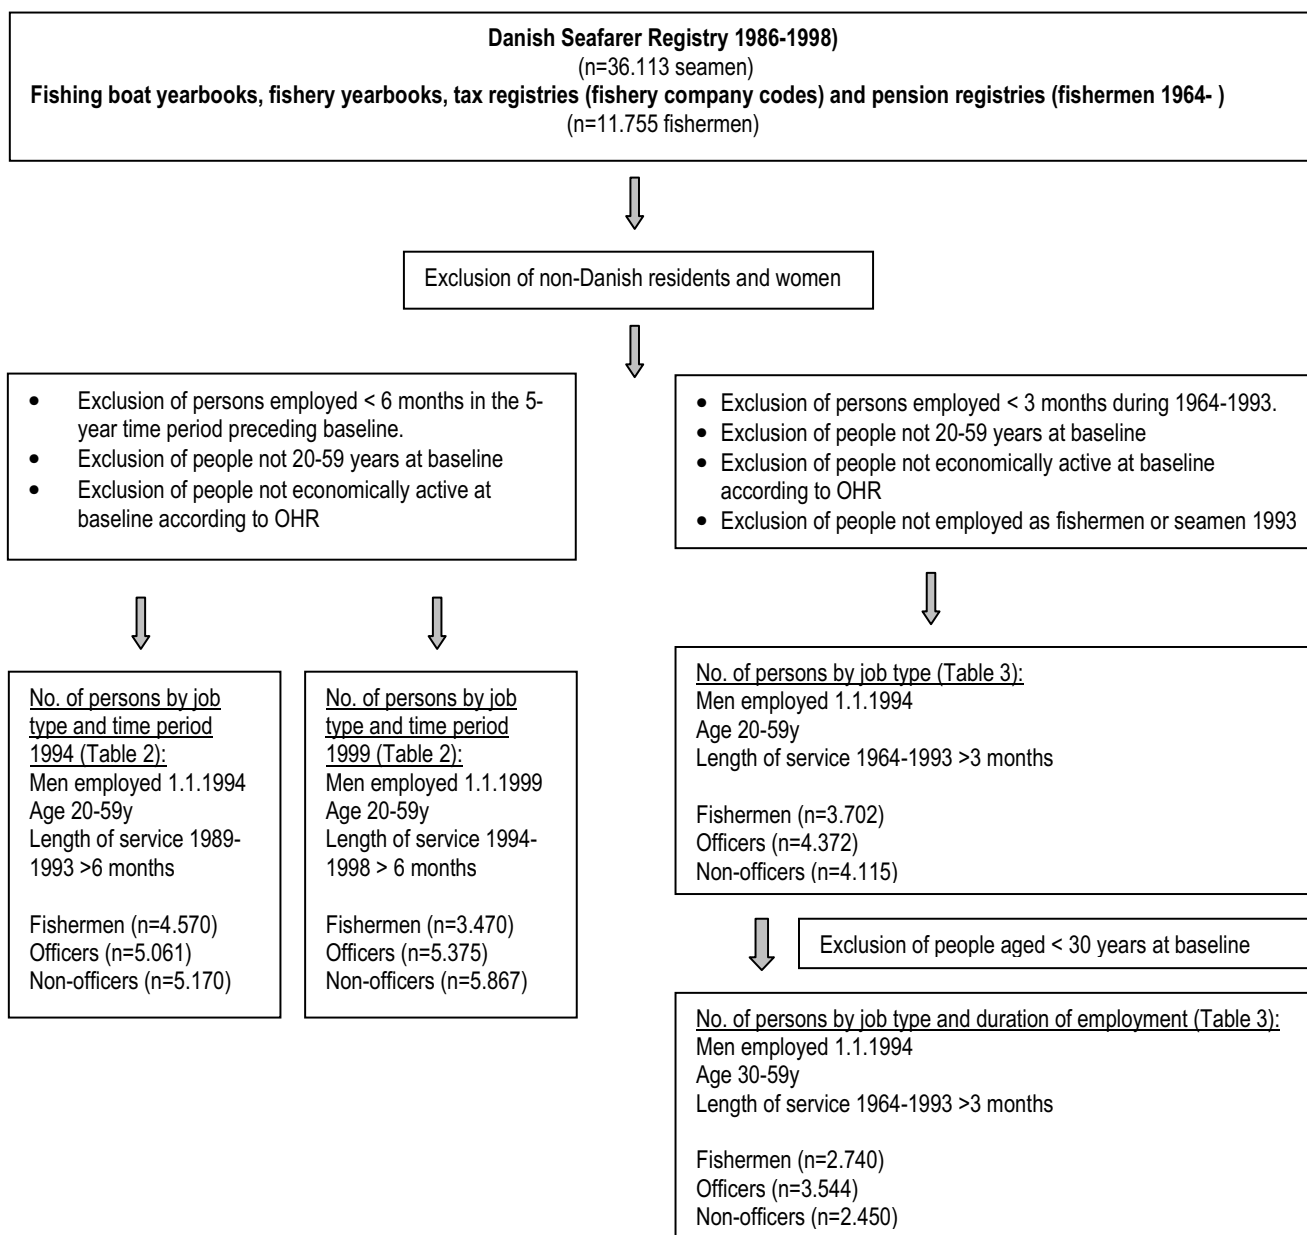 Danish Seafarer Registry 1986-1998)
(n=36.113 seamen)
Fishing boat yearbooks, fishery yearbooks, tax registries (fishery company codes) and pension registries (fishermen 1964- )
(n=11.755 fishermen)
Exclusion of non-Danish residents and women
• Exclusion of persons employed < 6 months in the 5-
year time period preceding baseline.
• Exclusion of people not 20-59 years at baseline
• Exclusion of people not economically active at
baseline according to OHR
• Exclusion of persons employed < 3 months during 1964-1993.
• Exclusion of people not 20-59 years at baseline
• Exclusion of people not economically active at baseline
according to OHR
• Exclusion of people not employed as fishermen or seamen 1993
No. of persons by job
type and time period
1994 (Table 2):
Men employed 1.1.1994
Age 20-59y
Length of service 1989-
1993 >6 months
Fishermen (n=4.570)
Officers (n=5.061)
Non-officers (n=5.170)
No. of persons by job
type and time period
1999 (Table 2):
Men employed 1.1.1999
Age 20-59y
Length of service 1994-
1998 > 6 months
Fishermen (n=3.470)
Officers (n=5.375)
Non-officers (n=5.867)
No. of persons by job type (Table 3):
Men employed 1.1.1994
Age 20-59y
Length of service 1964-1993 >3 months
Fishermen (n=3.702)
Officers (n=4.372)
Non-officers (n=4.115)
Exclusion of people aged < 30 years at baseline
No. of persons by job type and duration of employment (Table 3):
Men employed 1.1.1994
Age 30-59y
Length of service 1964-1993 >3 months
Fishermen (n=2.740)
Officers (n=3.544)
Non-officers (n=2.450)